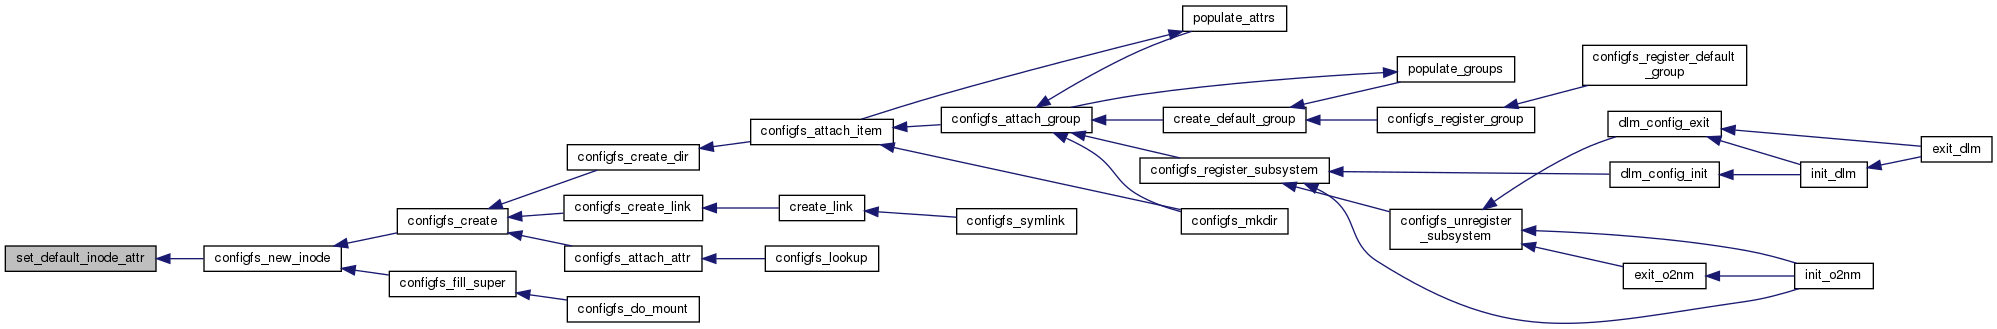 populate_attrs
configfs_register_default
_group
populate_groups
configfs_attach_group
create_default_group
configfs_register_group
configfs_attach_item
dlm_config_exit
exit_dlm
configfs_create_dir
configfs_register_subsystem
dlm_config_init
init_dlm
configfs_create_link
create_link
configfs_symlink
configfs_mkdir
configfs_create
configfs_unregister
_subsystem
set_default_inode_attr
configfs_new_inode
configfs_attach_attr
configfs_lookup
exit_o2nm
init_o2nm
configfs_fill_super
configfs_do_mount